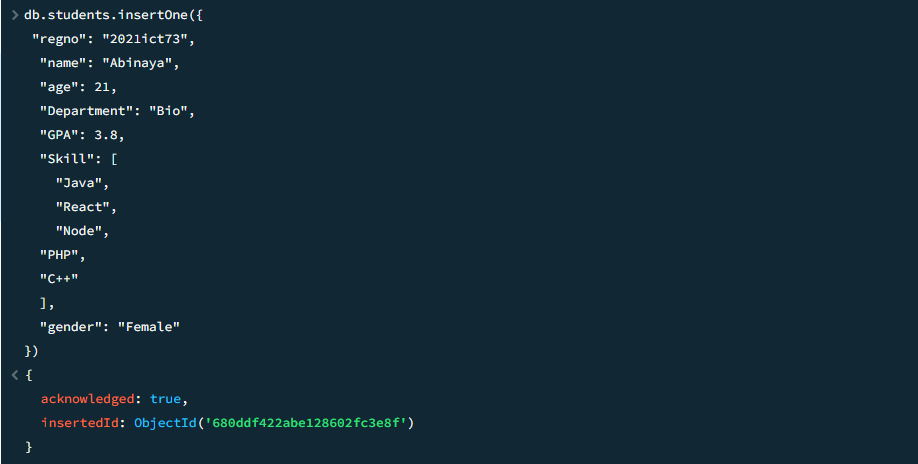 > db.students.insertOne({
"regno": "2021ict73",
"name": "Abinaya",
"age": 21,
"Department": "Bio",
"GPA": 3.8,
"Skill": [
"Java",
"React",
"Node",
"PHP",
"C++"
],
"gender": "Female"
})
< {
acknowledged: true,
insertedId: ObjectId('680ddf422abe128602fc3e8f')
}